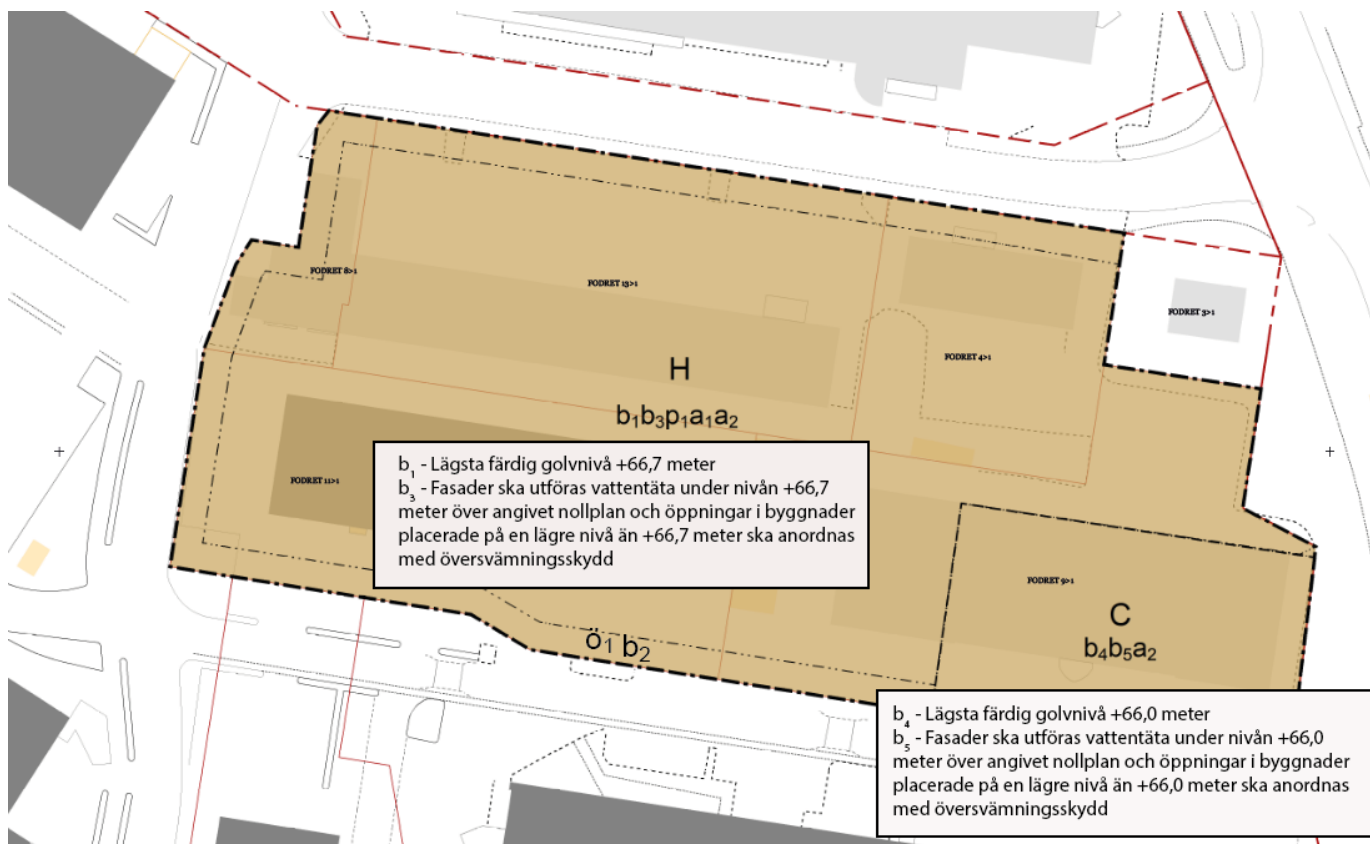 FODRET 8>1
FODRET 13>1
FODRET 3>1
FODRET 4>1
H
b₁b₃p₁a₁a₂
FODRET 11>1
b₁ - Lägsta färdig golvnivå +66,7 meter
b₃ - Fasader ska utföras vattentäta under nivån +66,7
meter över angivet nollplan och öppningar i byggnader
placerade på en lägre nivå än +66,7 meter ska anordnas
med översvämningsskydd
FODRET 9>1
C
b₄b₅a₂
ö₁ b₂
b₄ - Lägsta färdig golvnivå +66,0 meter
b₅ - Fasader ska utföras vattentäta under nivån +66,0
meter över angivet nollplan och öppningar i byggnader
placerade på en lägre nivå än +66,0 meter ska anordnas
med översvämningsskydd